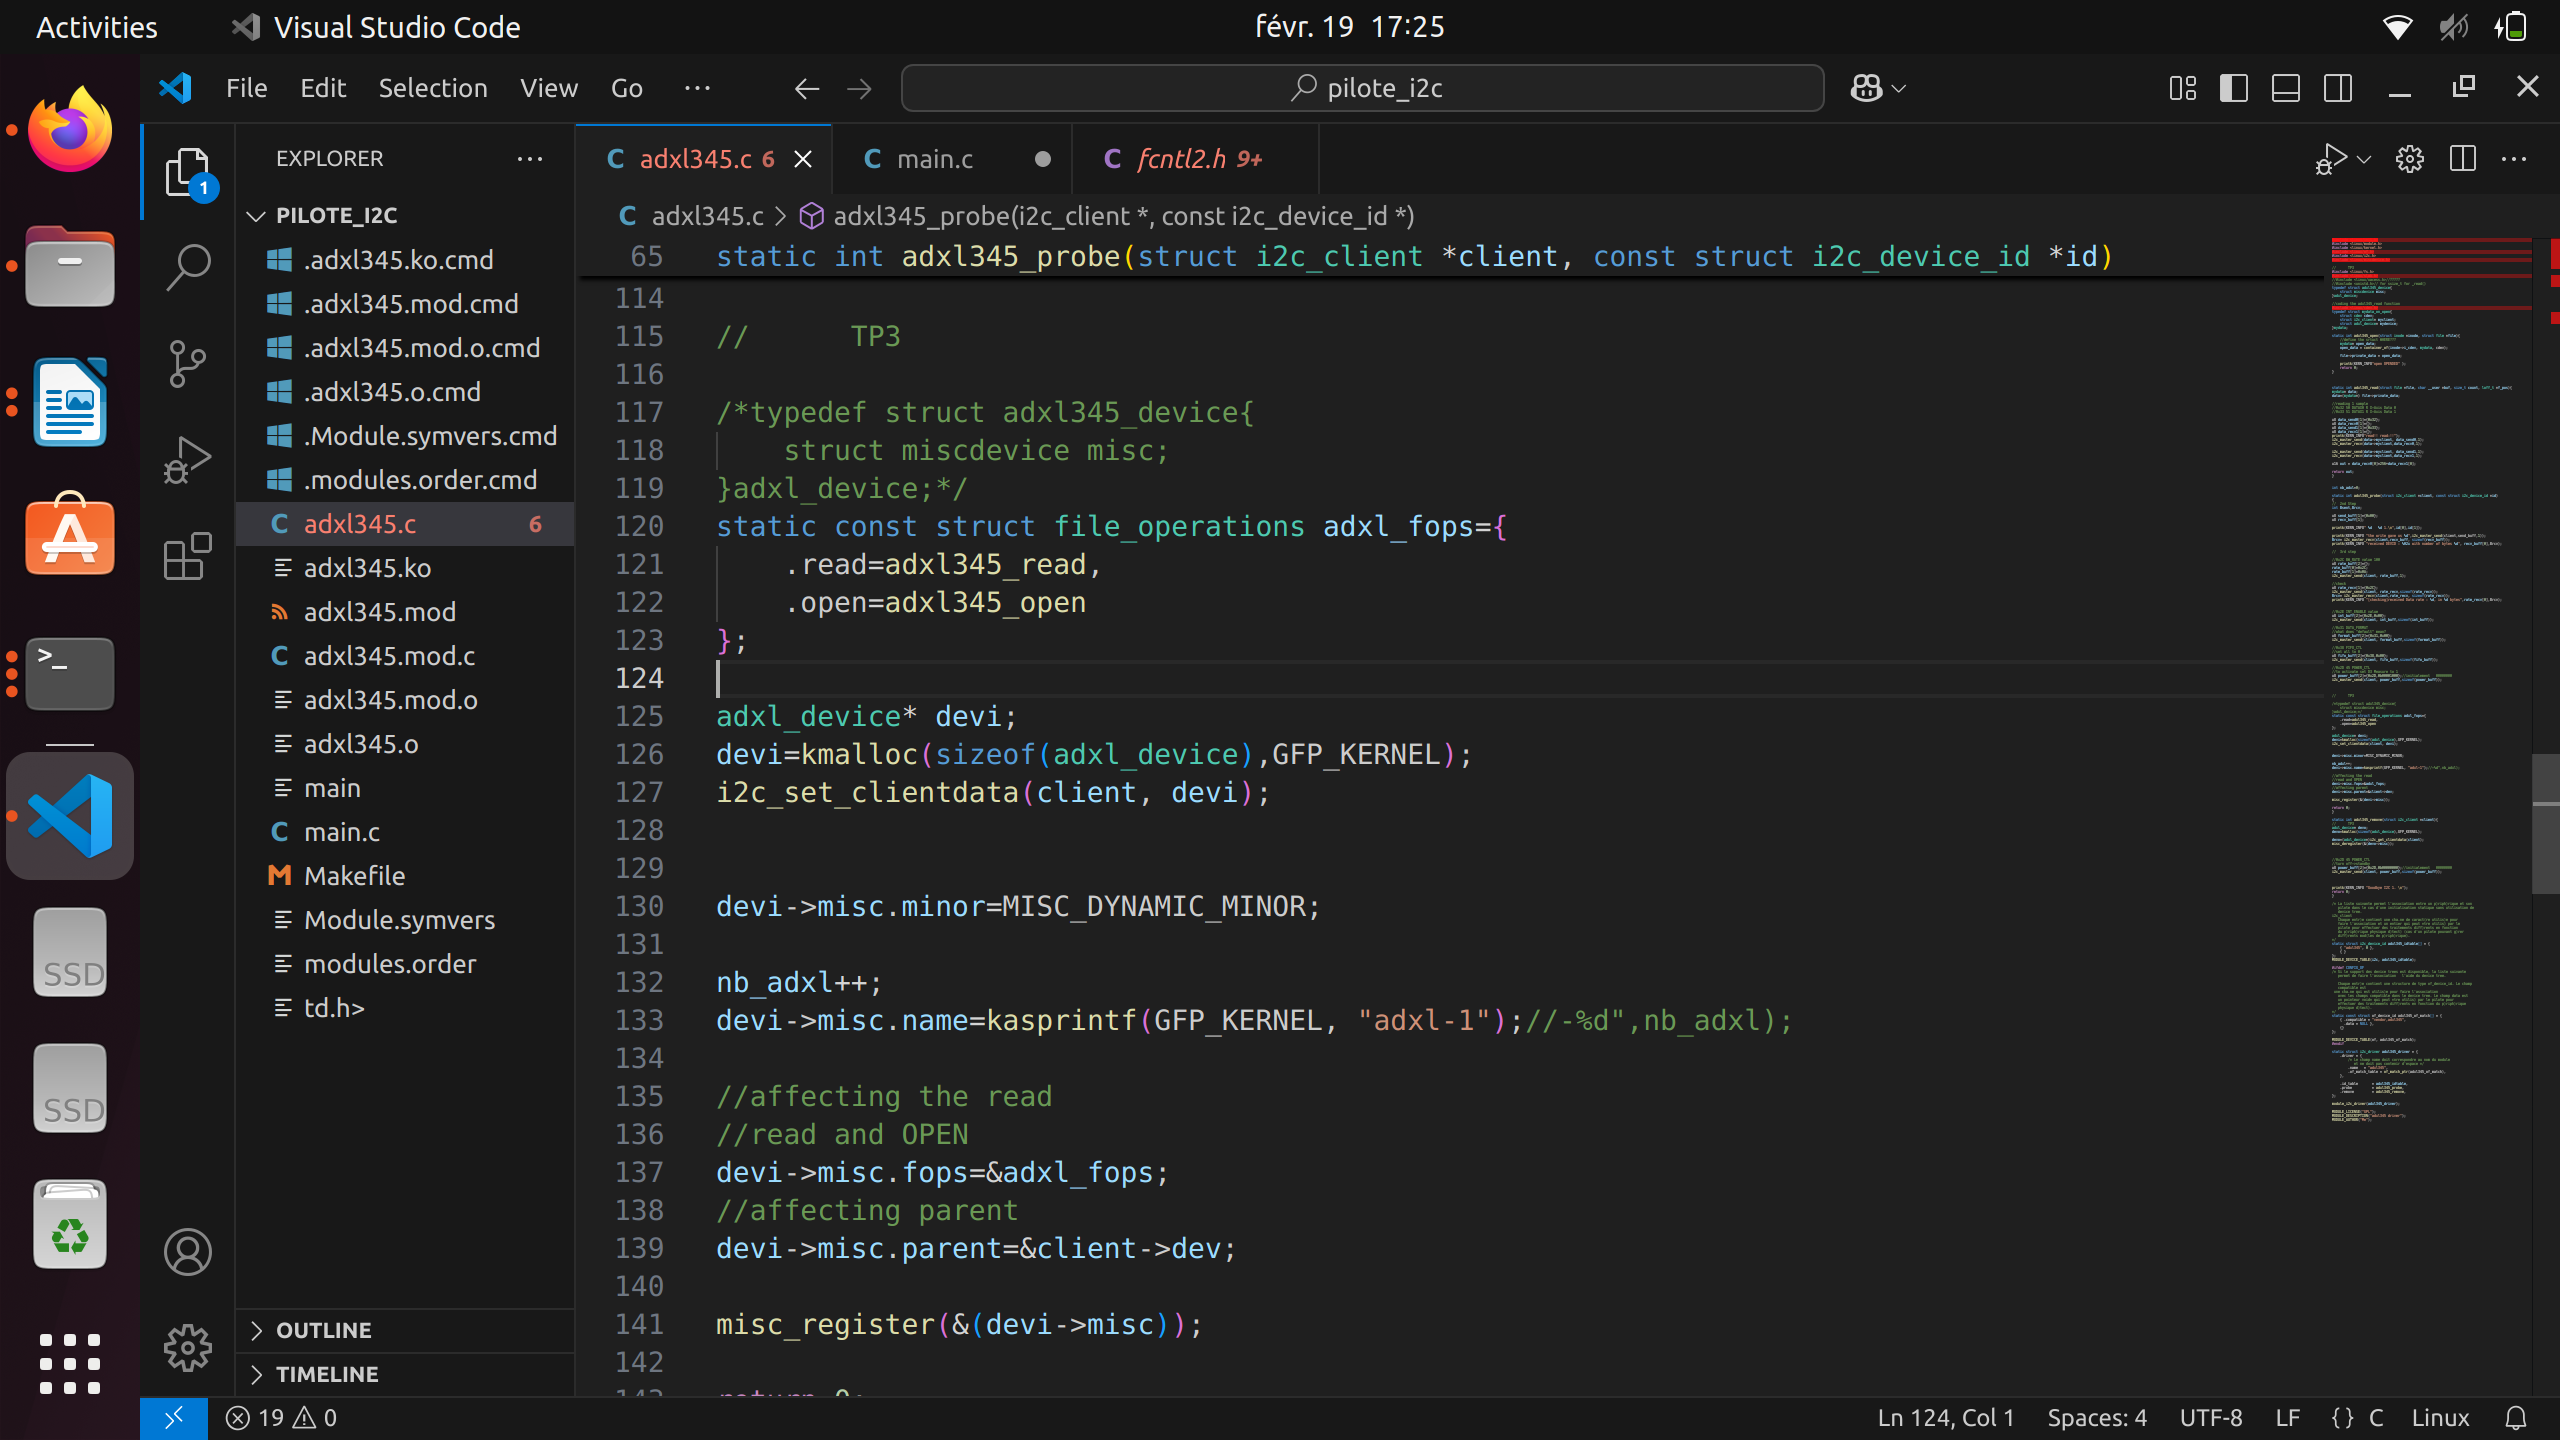 Activities
Visual Studio Code
févr. 19 17:25
File Edit Selection View Go ···
pilote_i2c
EXPLORER
PILOTE_I2C
.adxl345.ko.cmd
.adxl345.mod.cmd
.adxl345.mod.o.cmd
.adxl345.o.cmd
.Module.symvers.cmd
.modules.order.cmd
adxl345.c 6
adxl345.ko
adxl345.mod
adxl345.mod.c
adxl345.mod.o
adxl345.o
main
main.c
Makefile
Module.symvers
modules.order
td.h>
OUTLINE
TIMELINE
SSD
SSD
adxl345.c 6
main.c
fcntl2.h 9+
adxl345.c > adxl345_probe(i2c_client *, const i2c_device_id *)
65 static int adxl345_probe(struct i2c_client *client, const struct i2c_device_id *id)
114
115 //      TP3
116
117 /*typedef struct adxl345_device{
118     struct miscdevice misc;
119 }adxl_device;*/
120 static const struct file_operations adxl_fops={
121     .read=adxl345_read,
122     .open=adxl345_open
123 };
124
125 adxl_device* devi;
126 devi=kmalloc(sizeof(adxl_device),GFP_KERNEL);
127 i2c_set_clientdata(client, devi);
128
129
130 devi->misc.minor=MISC_DYNAMIC_MINOR;
131
132 nb_adxl++;
133 devi->misc.name=kasprintf(GFP_KERNEL, "adxl-1");//-%d",nb_adxl);
134
135 //affecting the read
136 //read and OPEN
137 devi->misc.fops=&adxl_fops;
138 //affecting parent
139 devi->misc.parent=&client->dev;
140
141 misc_register(&(devi->misc));
142
1
19 0
Ln 124, Col 1
Spaces: 4
UTF-8
LF
{} C
Linux